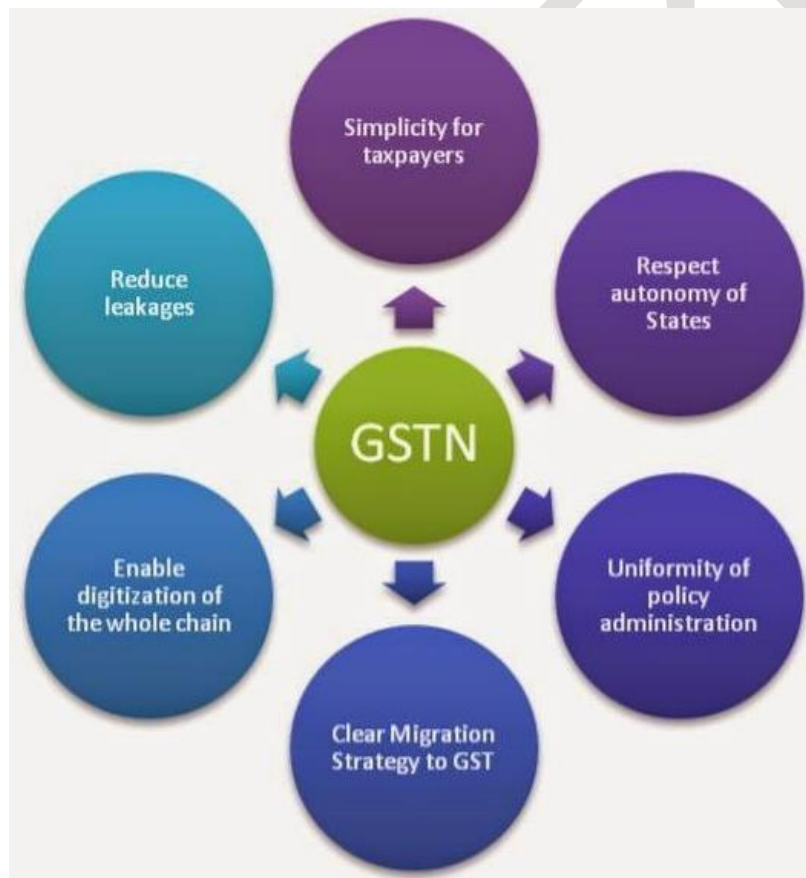 Simplicity for
taxpayers
Respect
autonomy of
States
Uniformity of
policy
administration
Clear Migration
Strategy to GST
Enable
digitization of
the whole chain
Reduce
leakages
GSTN